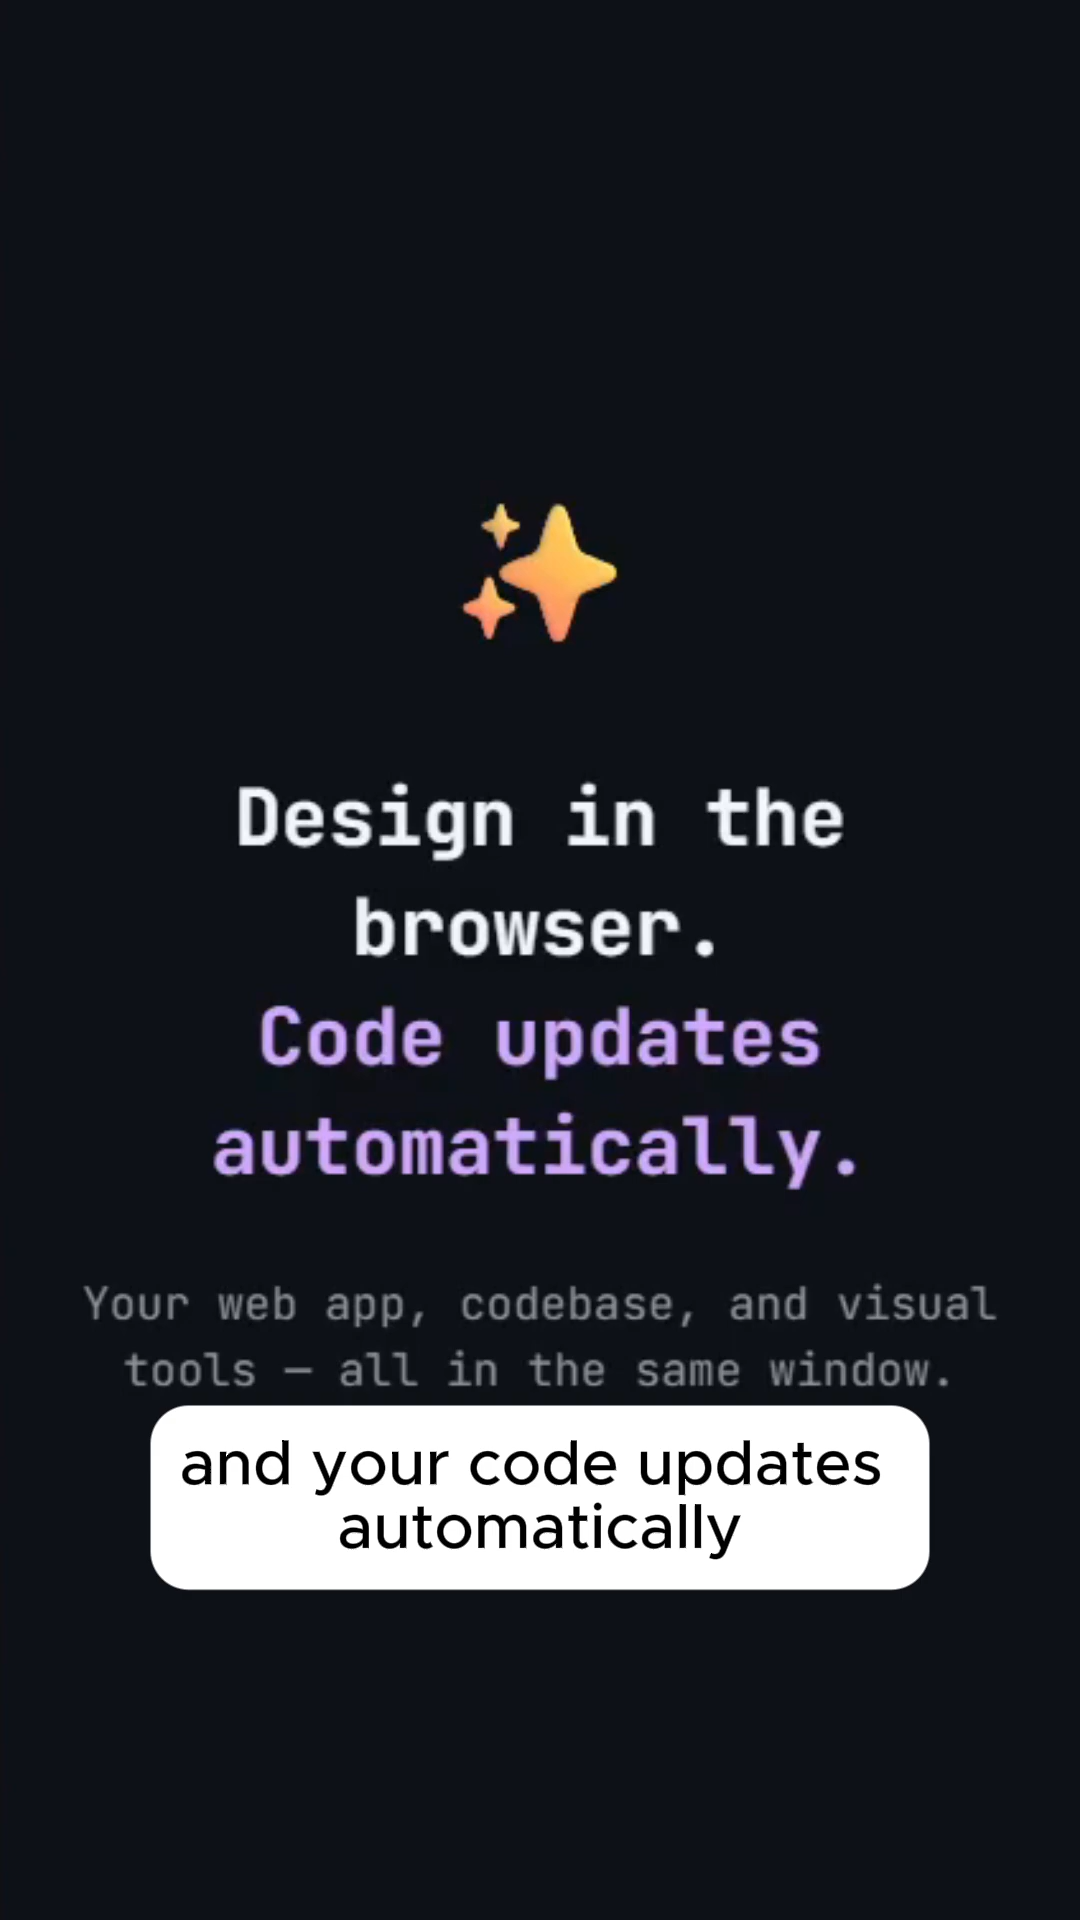 Design in the
browser.
Code updates
automatically.
Your web app, codebase, and visual
tools — all in the same window.
and your code updates
automatically